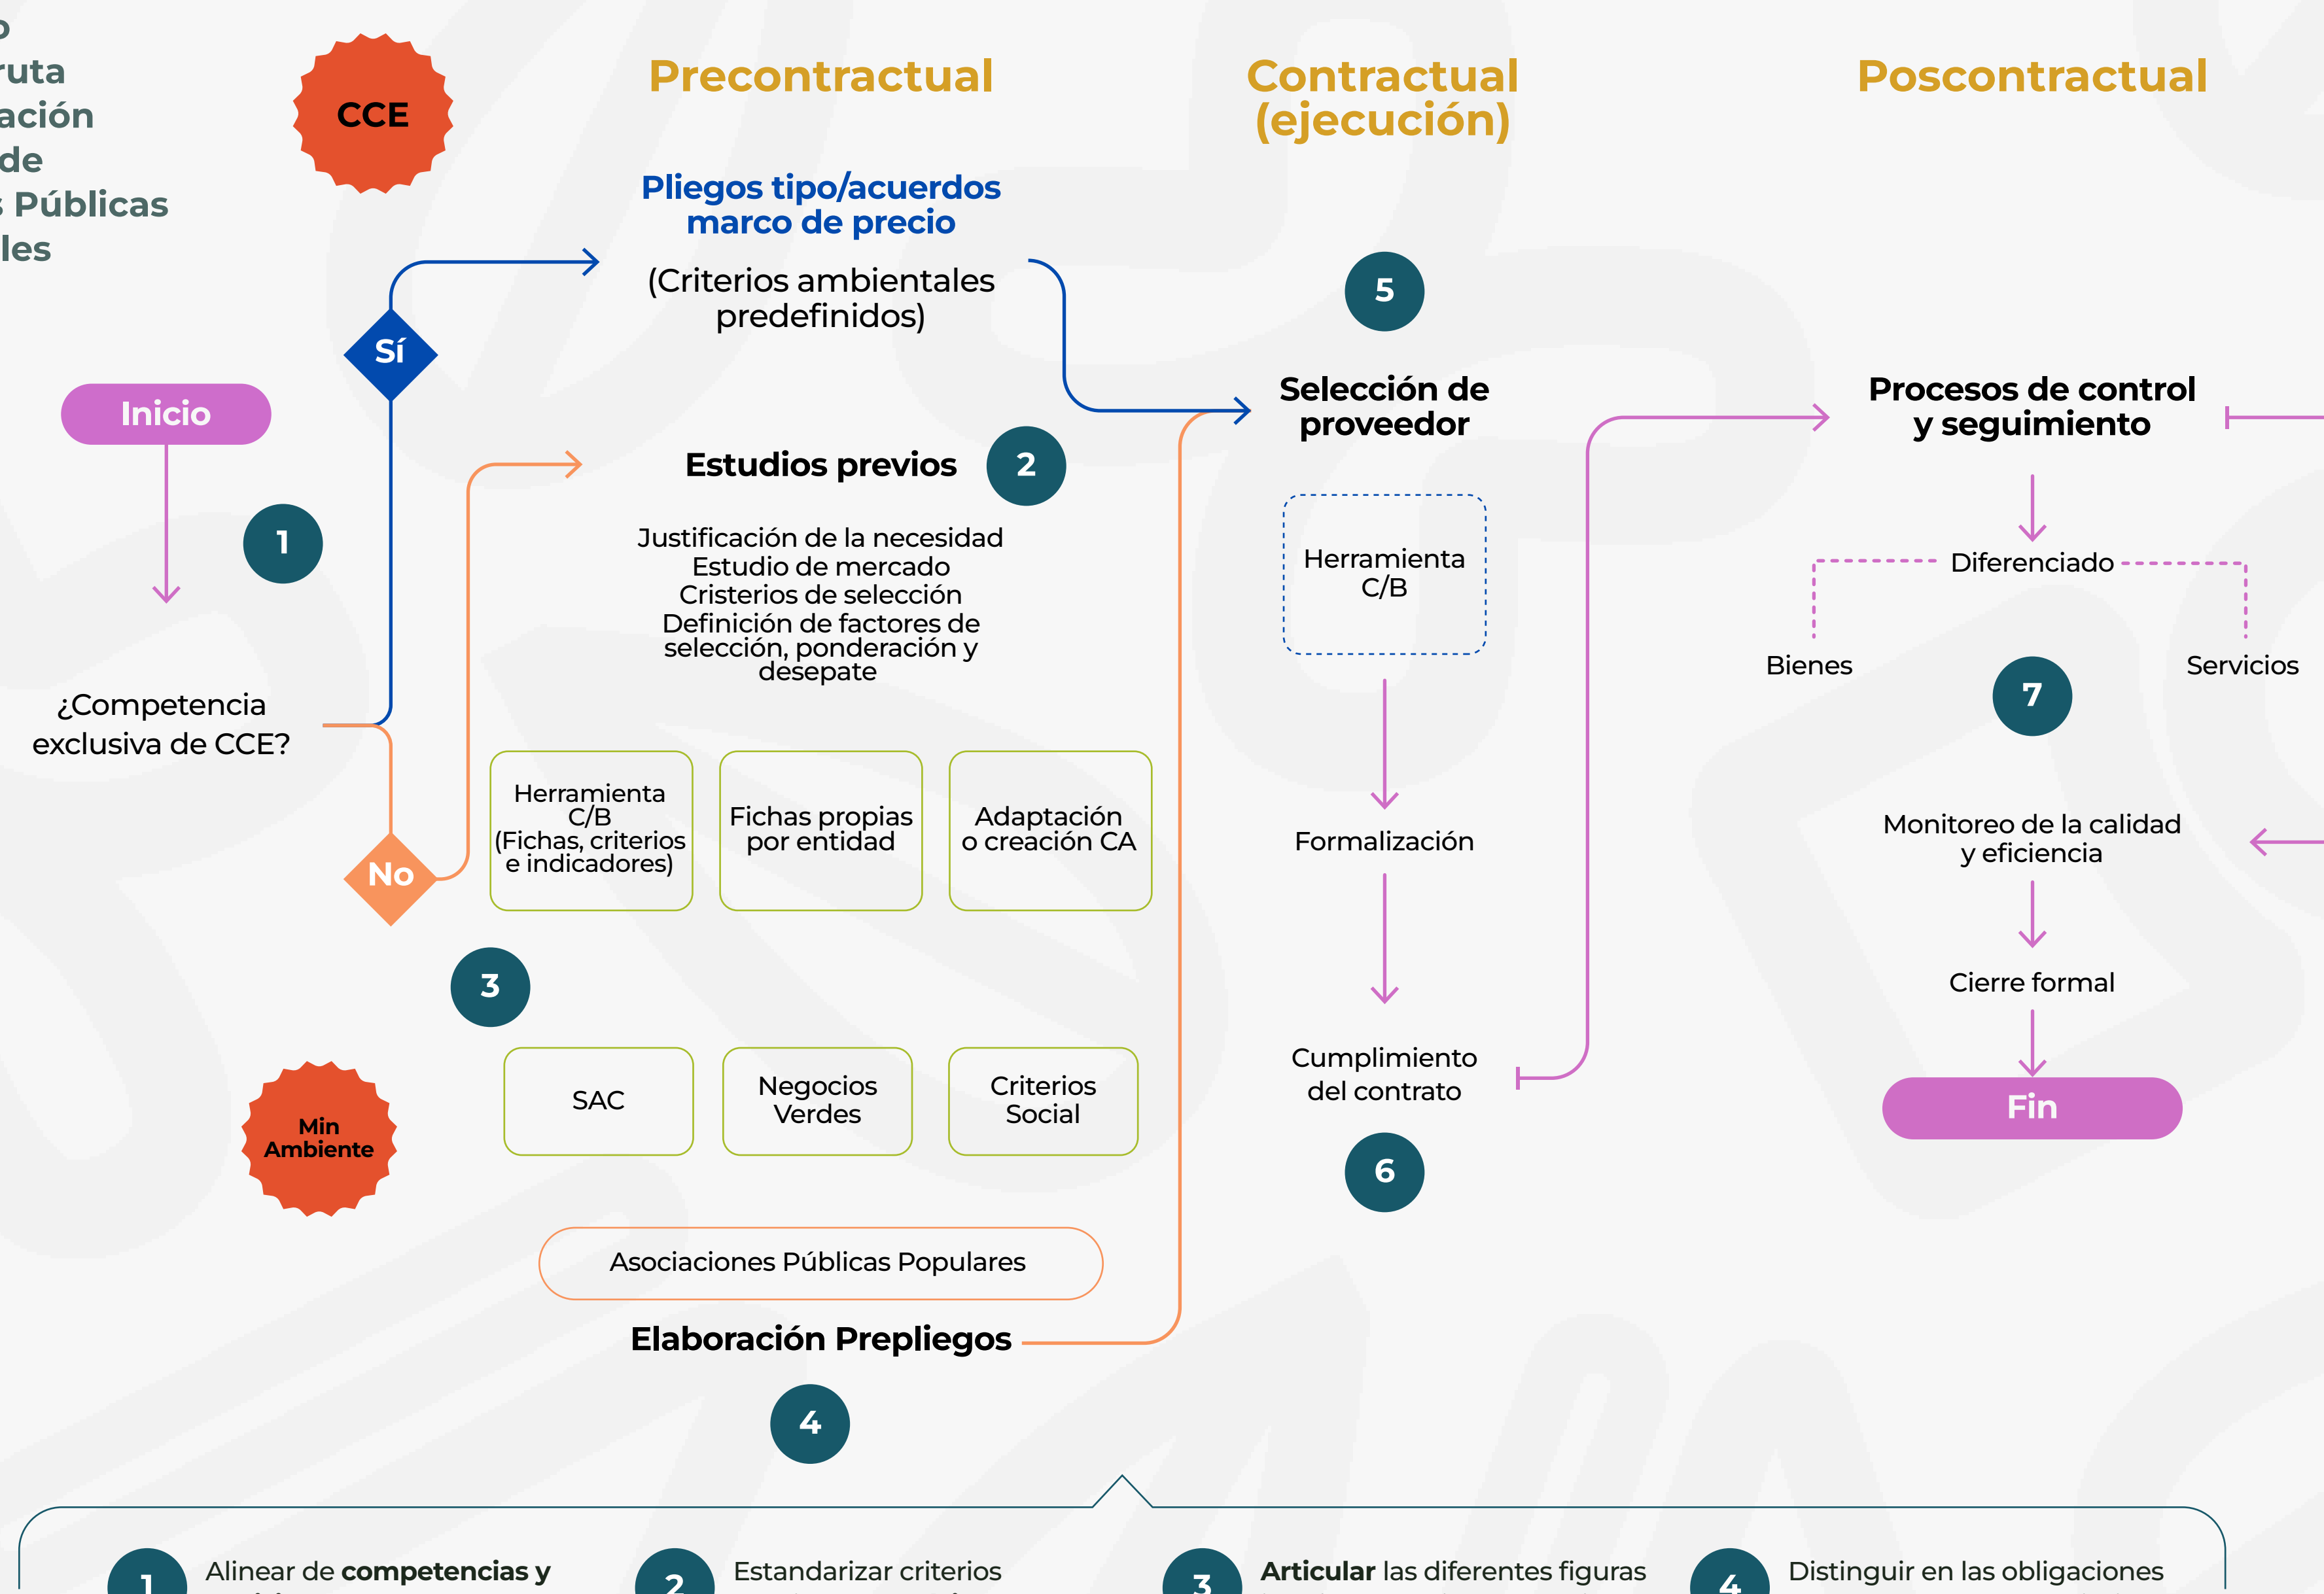 ruta
ación
de
s Públicas
les
CCE
Precontractual
Contractual
(ejecución)
Poscontractual
Pliegos tipo/acuerdos
marco de precio
(Criterios ambientales
predefinidos)
Sí
Inicio
1
¿Competencia
exclusiva de CCE?
No
Estudios previos
2
Justificación de la necesidad
Estudio de mercado
Cristerios de selección
Definición de factores de
selección, ponderación y
desepate
Herramienta
C/B
(Fichas, criterios
e indicadores)
Fichas propias
por entidad
Adaptación
o creación CA
3
Min
Ambiente
SAC
Negocios
Verdes
Criterios
Social
Asociaciones Públicas Populares
Elaboración Prepliegos
4
5
Selección de
proveedor
Herramienta
C/B
Formalización
Cumplimiento
del contrato
6
Procesos de control
y seguimiento
Diferenciado
Bienes
Servicios
7
Monitoreo de la calidad
y eficiencia
Cierre formal
Fin
1
Alinear de competencias y
2
Estandarizar criterios
3
Articular las diferentes figuras
4
Distinguir en las obligaciones